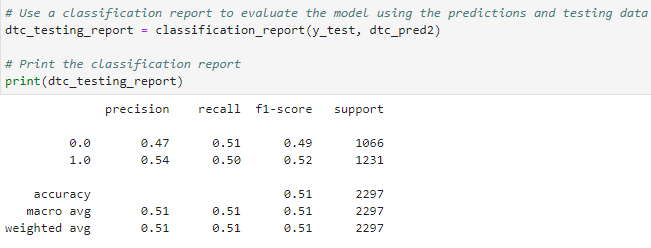 # Use a classification report to evaluate the model using the predictions and testing data
dtc_testing_report = classification_report(y_test, dtc_pred2)
# Print the classification report
print(dtc_testing_report)
precision recall f1-score support
0.0 0.47 0.51 0.49 1066
1.0 0.54 0.50 0.52 1231
accuracy 0.51 2297
macro avg 0.51 0.51 0.51 2297
weighted avg 0.51 0.51 0.51 2297